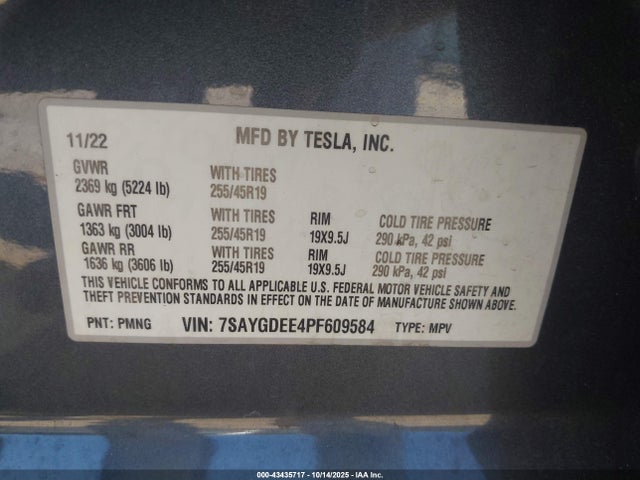 11/22 MFD BY TESLA, INC.
GVWR WITH TIRES
2369 kg (5224 lb) 255/45R19
GAWR FRT WITH TIRES RIM COLD TIRE PRESSURE
1363 kg (3004 lb) 255/45R19 19X9.5J 290 kPa, 42 psi
GAWR RR WITH TIRES RIM COLD TIRE PRESSURE
1636 kg (3606 lb) 255/45R19 19X9.5J 290 kPa, 42 psi
THIS VEHICLE CONFORMS TO ALL APPLICABLE U.S. FEDERAL MOTOR VEHICLE SAFETY AND
THEFT PREVENTION STANDARDS IN EFFECT ON THE DATE OF MANUFACTURE SHOWN ABOVE.
PNT: PMNG VIN: 7SAYGDEE4PF609584 TYPE: MPV
000-43435717 - 10/14/2025 - IAA Inc.